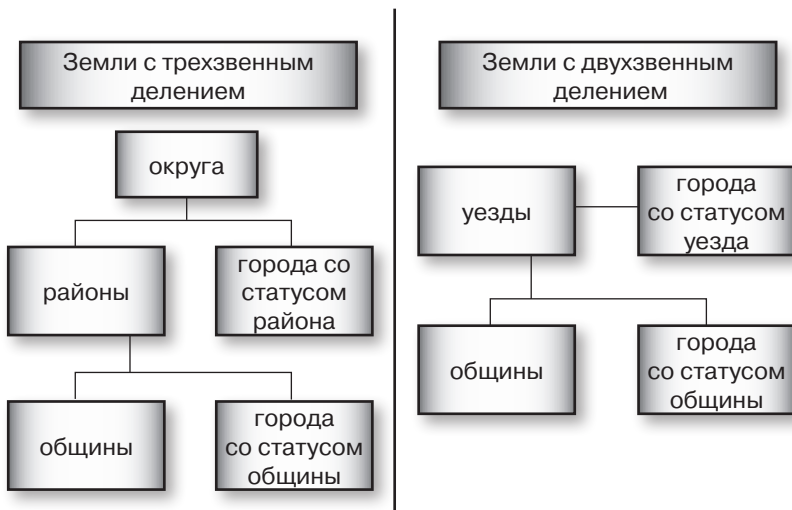 Земли с трехзвенным
делением
округа
районы
города со
статусом
района
общины
города
со статусом
общины
Земли с двухзвенным
делением
уезды
города
со статусом
уезда
общины
города
со статусом
общины